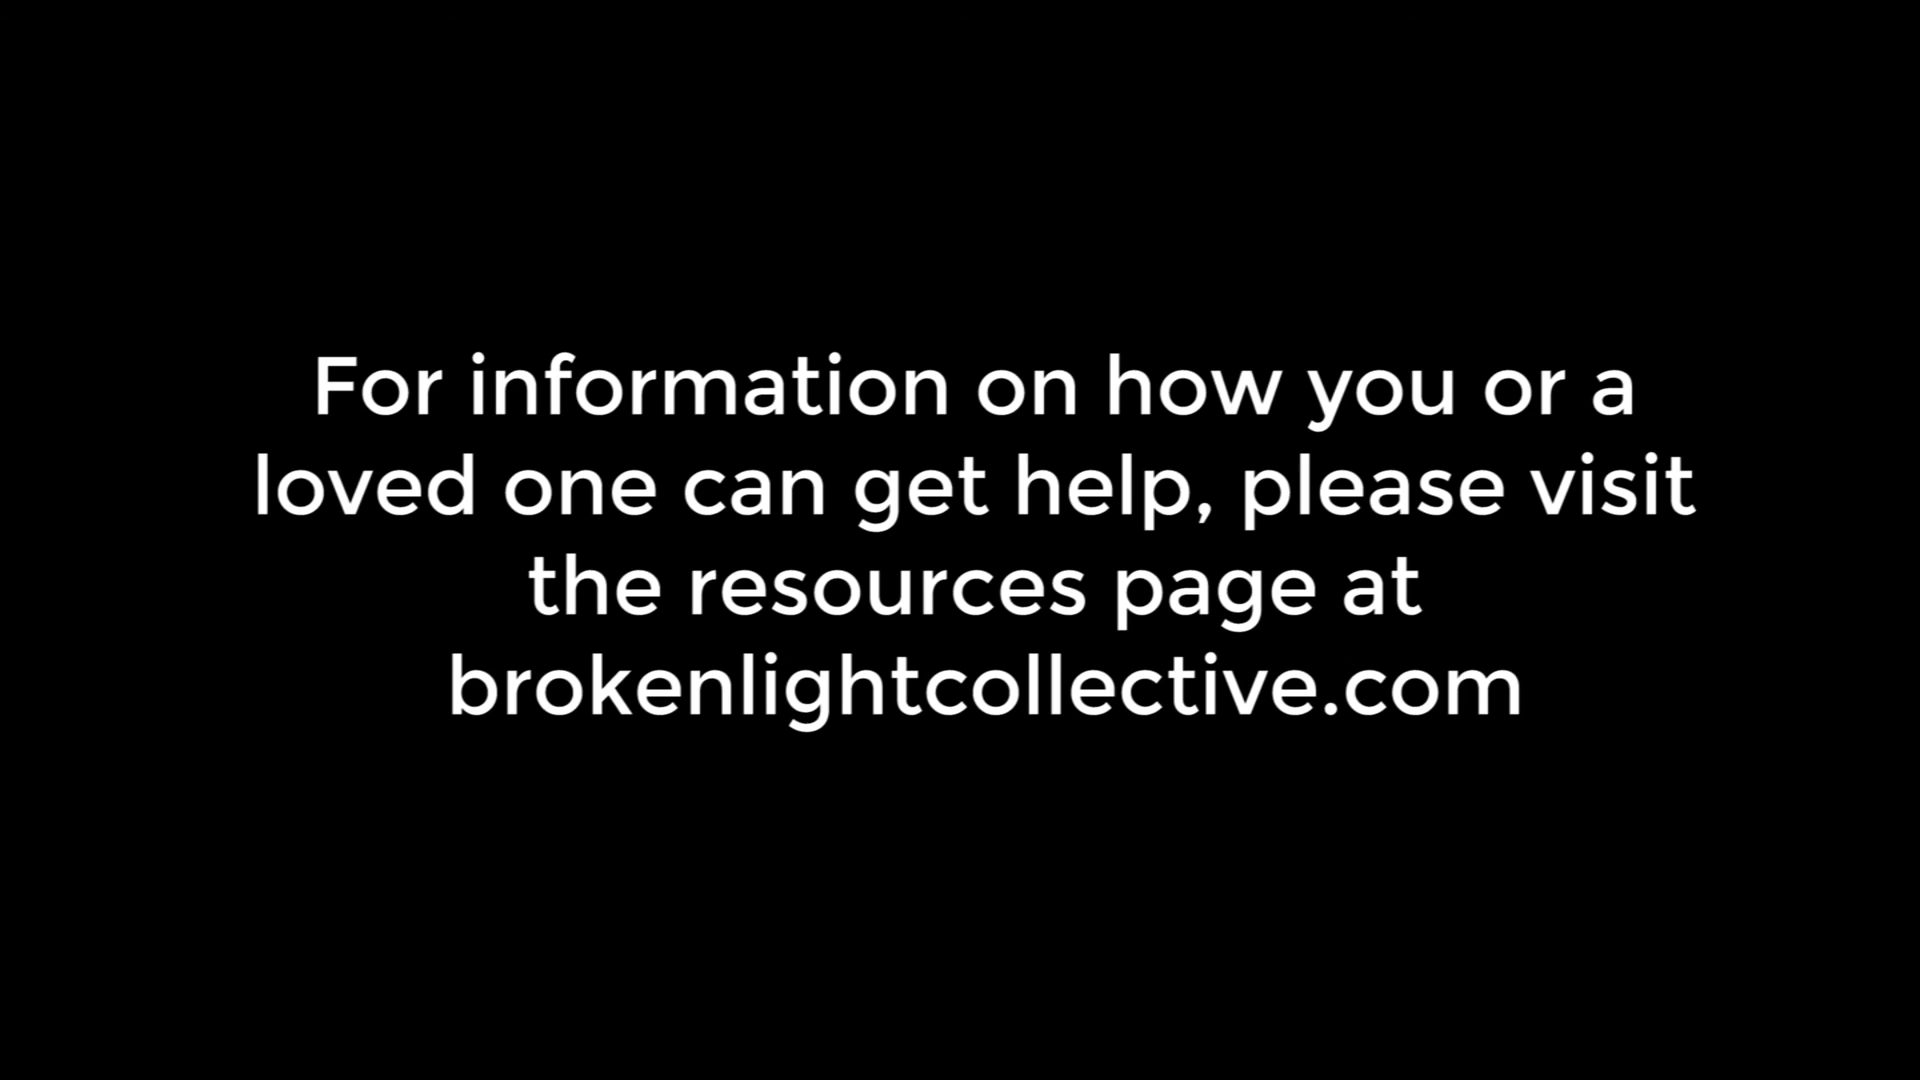 For information on how you or a
loved one can get help, please visit
the resources page at
brokenlightcollective.com